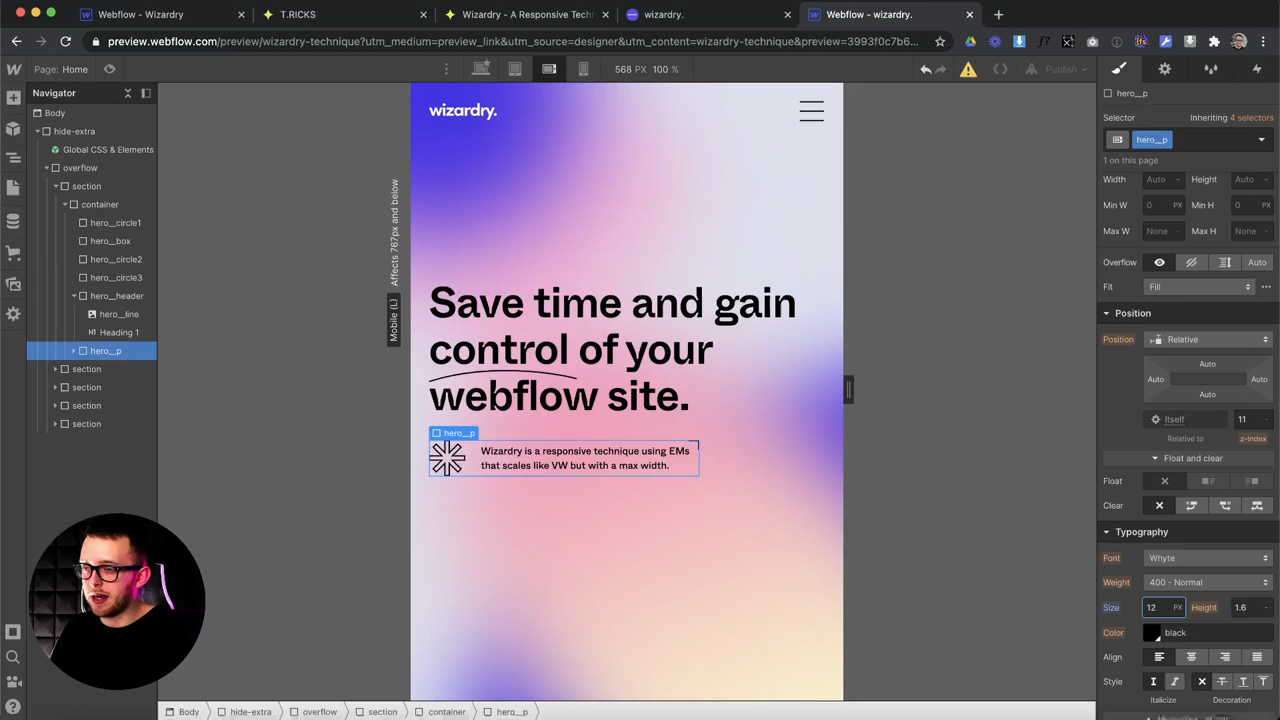 Webflow - Wizardry
T.RICKS
Wizardry - A Responsive Tech
wizardry.
Webflow - wizardry.
preview.webflow.com/preview/wizardry-technique?utm_medium=preview_link&utm_source=designer&utm_content=wizardry-technique&preview=3993f0c7b6...
Page: Home
568 PX 100 %
Publish
Navigator
hero__p
Body
hide-extra
Global CSS & Elements
overflow
section
container
hero__circle1
hero__box
hero__circle2
hero__circle3
hero__header
hero__line
Heading 1
hero__p
section
section
section
section
Affects 767px and below
Mobile (L)
wizardry.
Save time and gain
control of your
webflow site.
hero__p
Wizardry is a responsive technique using EMs
that scales like VW but with a max width.
Selector
Inheriting 4 selectors
hero__p
1 on this page
Width Auto - Height Auto -
Min W 0 PX Min H 0 PX
Max W None - Max H None -
Overflow Auto
Fit Fill
Position
Position Relative
Auto
Auto Auto
Auto
Itself 11 -
Relative to z-Index
Float and clear
Float
Clear
Typography
Font Whyte
Weight 400 - Normal
Size 12 PX Height 1.6 -
Color black
Align
Style
Italicize Decoration
Body hide-extra overflow section container hero__p